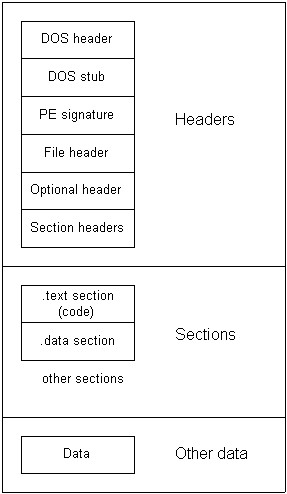 DOS header
DOS stub
PE signature
File header
Optional header
Section headers
Headers
.text section
(code)
.data section
other sections
Sections
Data
Other data